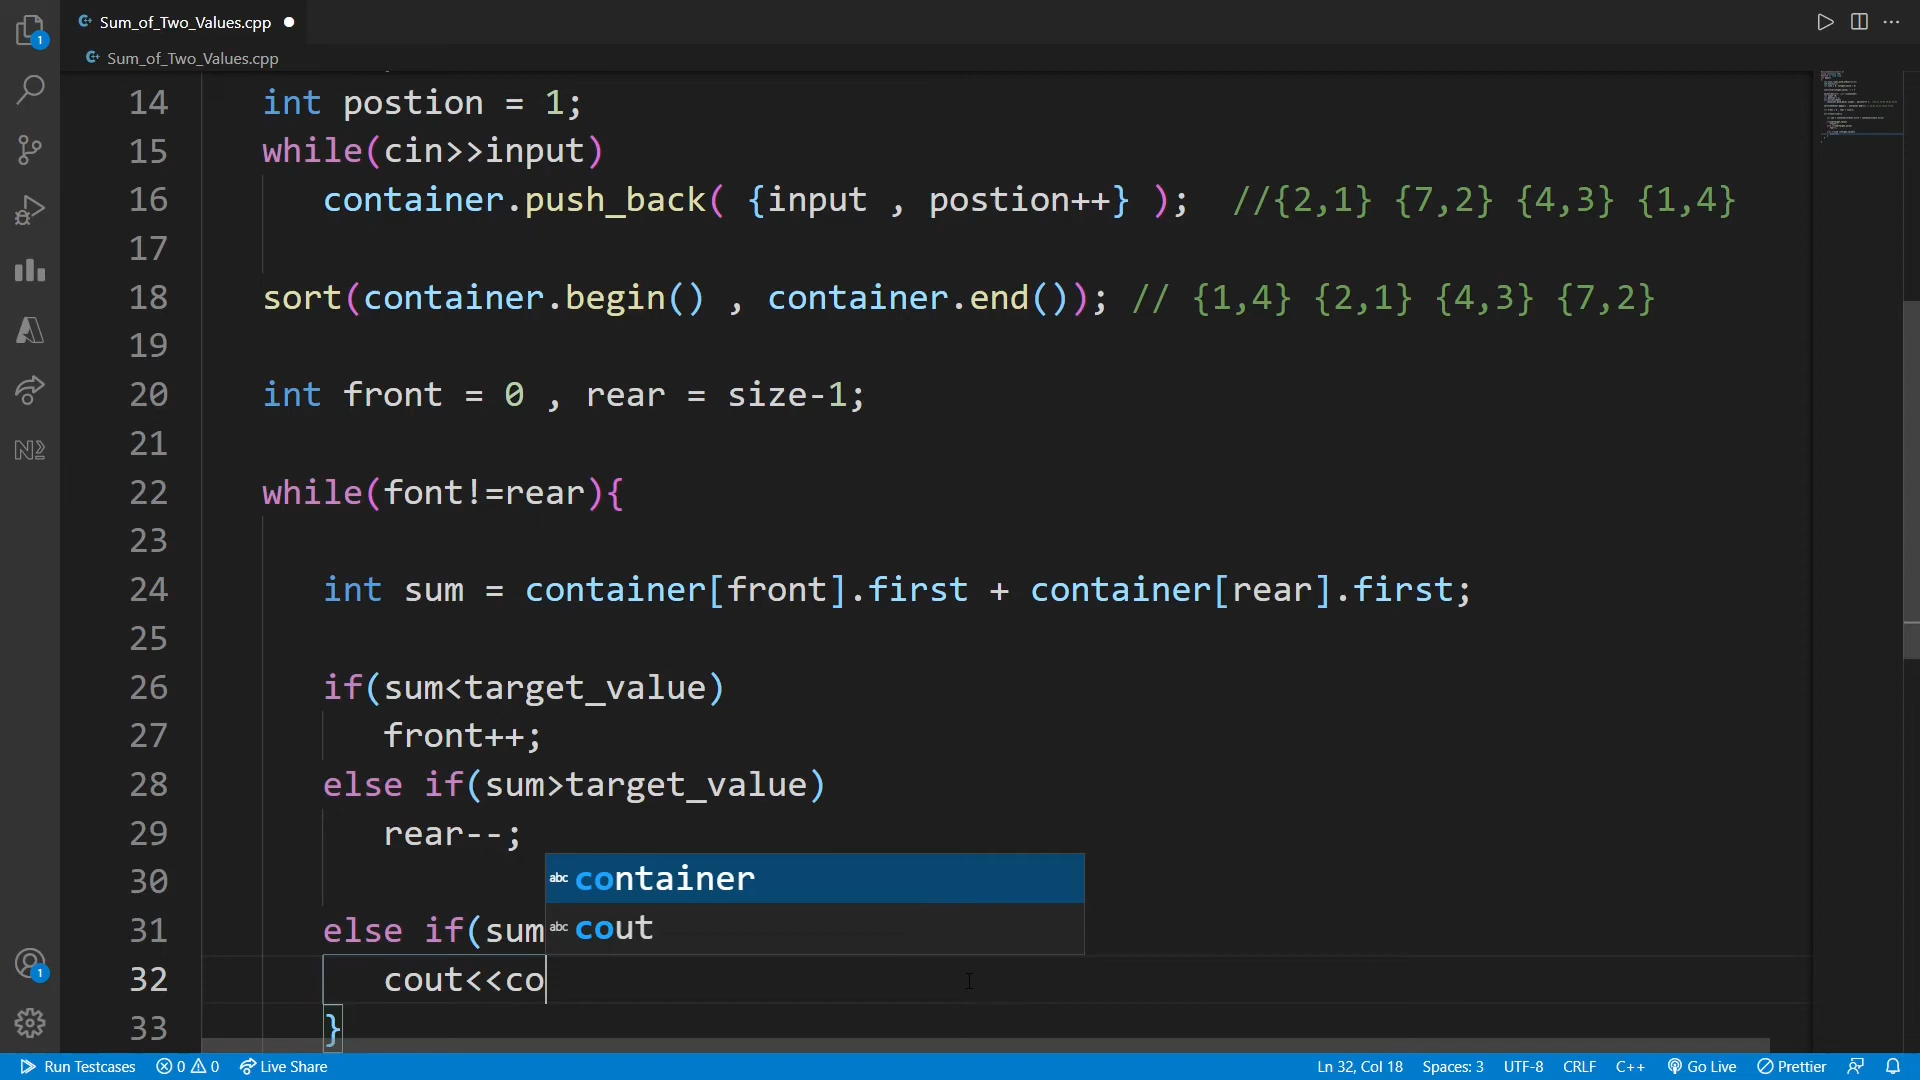 Sum_of_Two_Values.cpp
Sum_of_Two_Values.cpp
14 int postion = 1;
15 while(cin>>input)
16 container.push_back( {input , postion++} ); //{2,1} {7,2} {4,3} {1,4}
17
18 sort(container.begin() , container.end()); // {1,4} {2,1} {4,3} {7,2}
19
20 int front = 0 , rear = size-1;
21
22 while(font!=rear){
23
24 int sum = container[front].first + container[rear].first;
25
26 if(sum<target_value)
27 front++;
28 else if(sum>target_value)
29 rear--;
abc container
30
abc cout
31 else if(sum
32 cout<<co
33 }
1
1
Run Testcases 0 0 Live Share Ln 32, Col 18 Spaces: 3 UTF-8 CRLF C++ Go Live Prettier